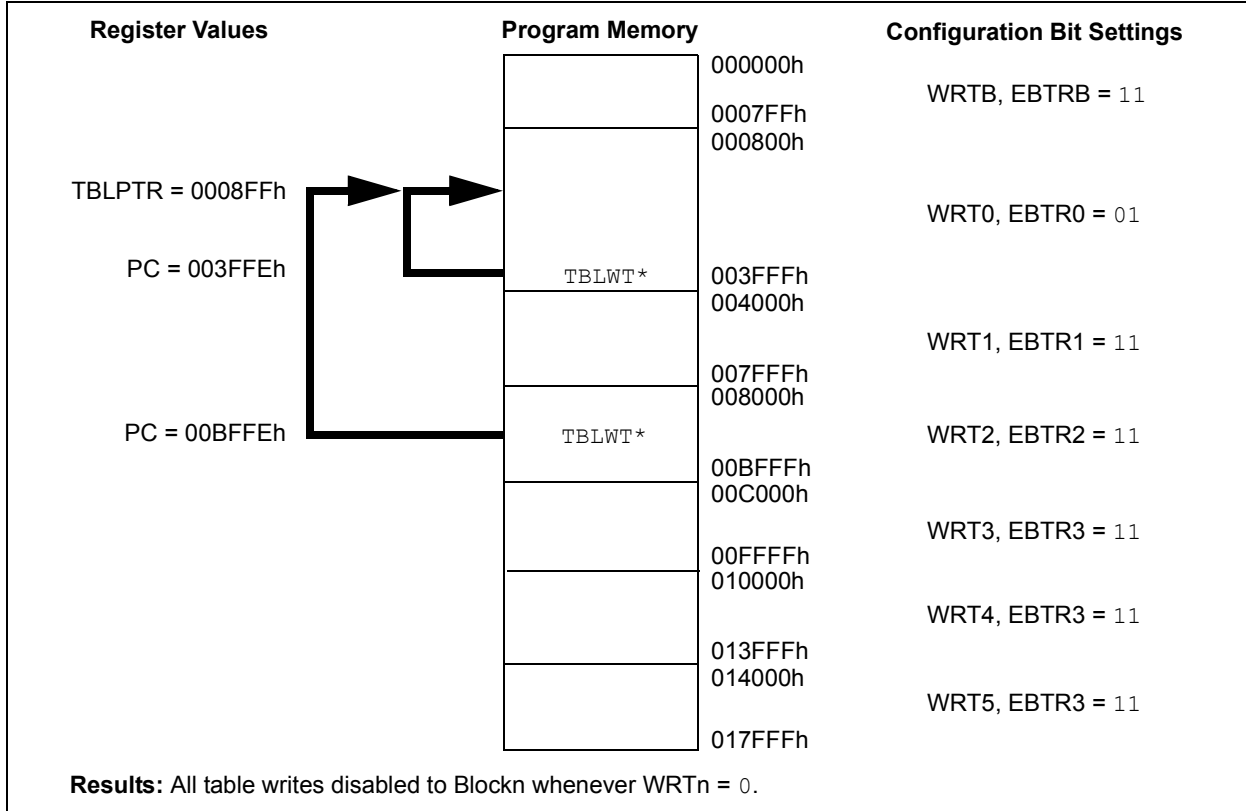 Register Values
Program Memory
Configuration Bit Settings
000000h
WRTB, EBTRB = 11
0007FFh
000800h
TBLPTR = 0008FFh
WRT0, EBTR0 = 01
PC = 003FFEh
TBLWT*
003FFFh
004000h
WRT1, EBTR1 = 11
007FFFh
008000h
PC = 00BFFEh
TBLWT*
WRT2, EBTR2 = 11
00BFFFh
00C000h
WRT3, EBTR3 = 11
00FFFFh
010000h
WRT4, EBTR3 = 11
013FFFh
014000h
WRT5, EBTR3 = 11
017FFFh
Results: All table writes disabled to Blockn whenever WRTn = 0.